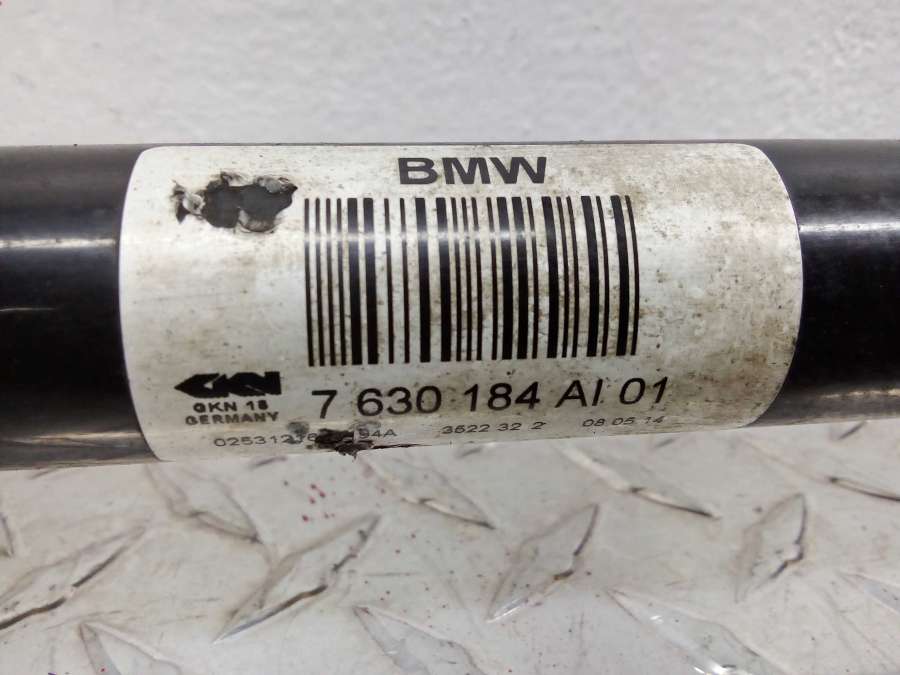 BMW
GKN
GKN 18
GERMANY
7 630 184 AI 01
3622 32 2
08 05 14